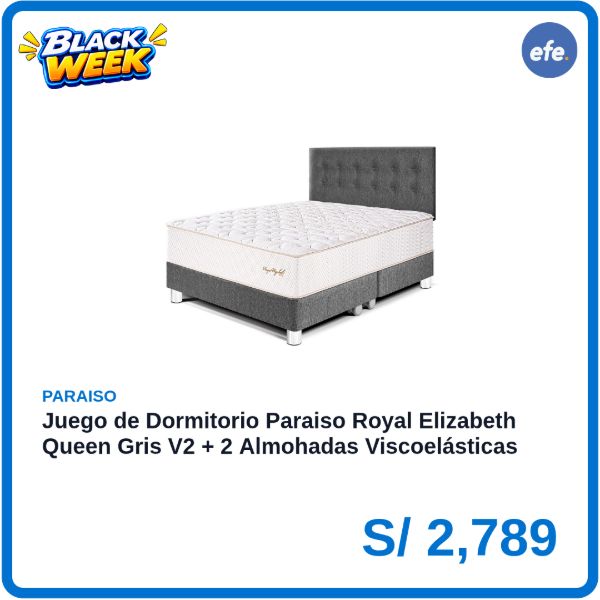 BLACK
WEEK
efe.
PARAISO
Juego de Dormitorio Paraiso Royal Elizabeth
Queen Gris V2 + 2 Almohadas Viscoelásticas
S/ 2,789